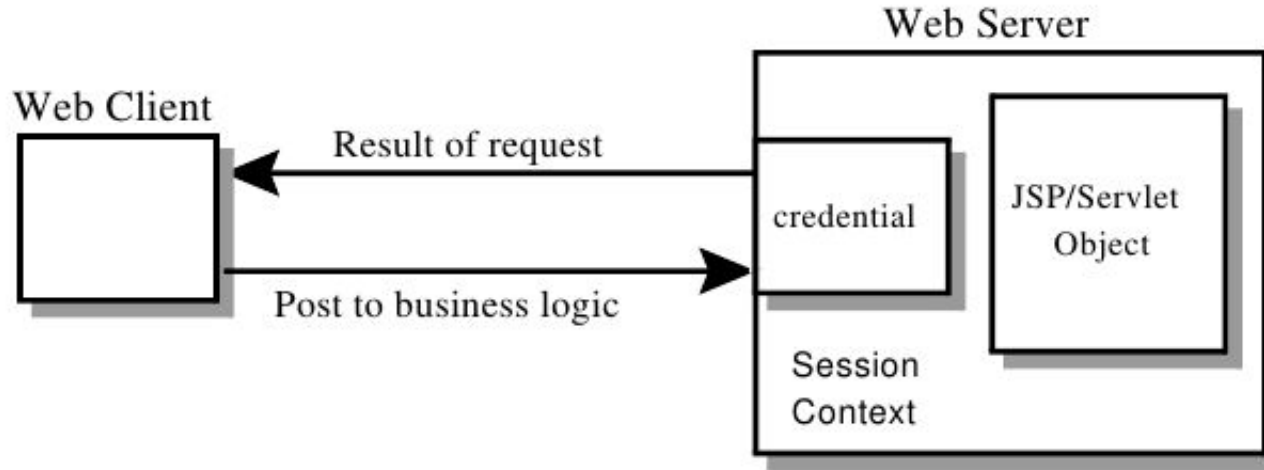 Web Server
Web Client
Result of request
credential
JSP/Servlet
Object
Post to business logic
Session
Context